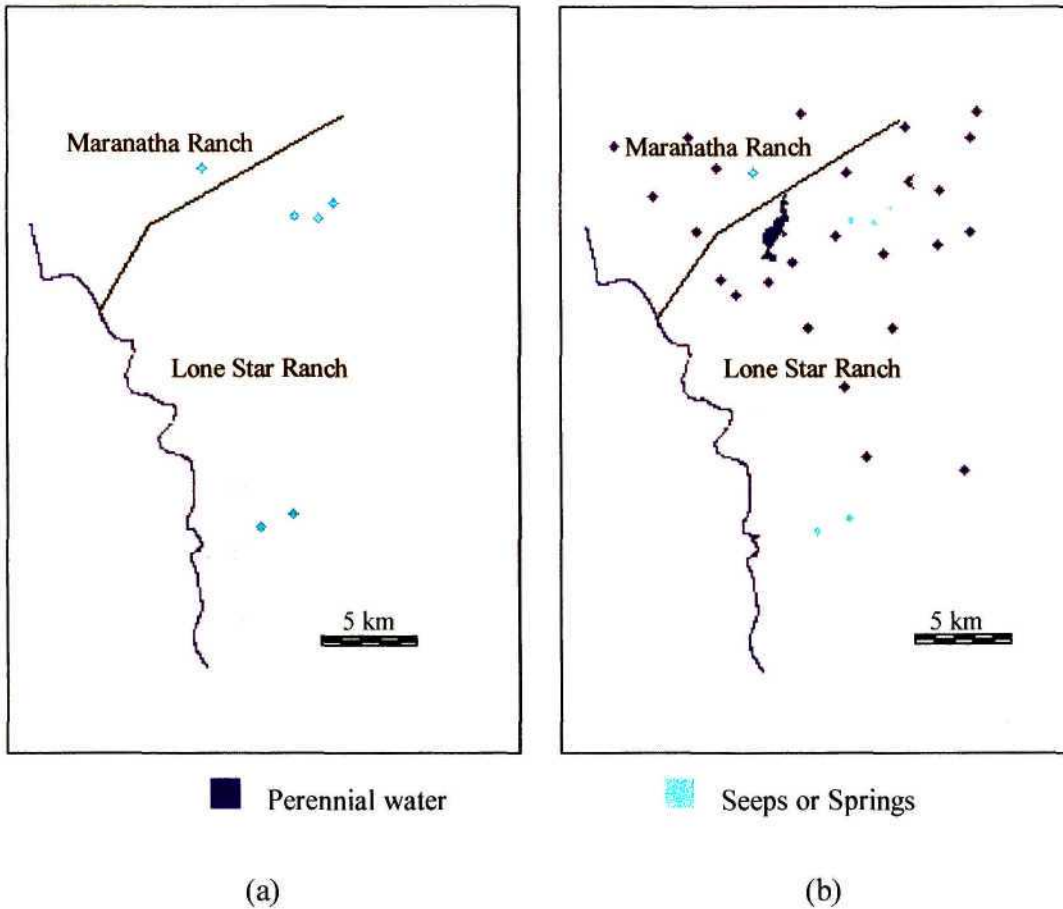 Maranatha Ranch
Lone Star Ranch
5 km
Maranatha Ranch
Lone Star Ranch
5 km
Perennial water
Seeps or Springs
(a)
(b)